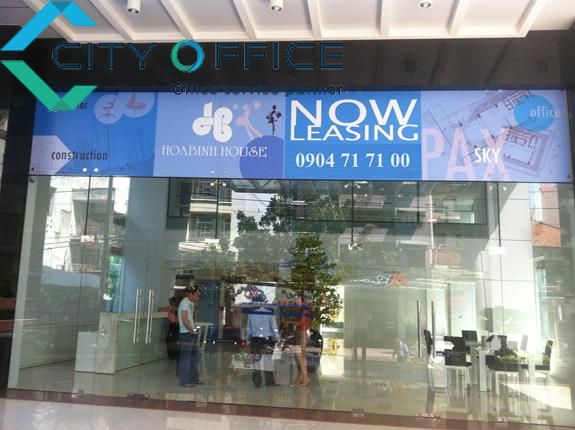 CITY OFFICE
Office service partner
construction
HOABINH HOUSE
NOW
LEASING
0904 71 71 00
office
PAX
SKY